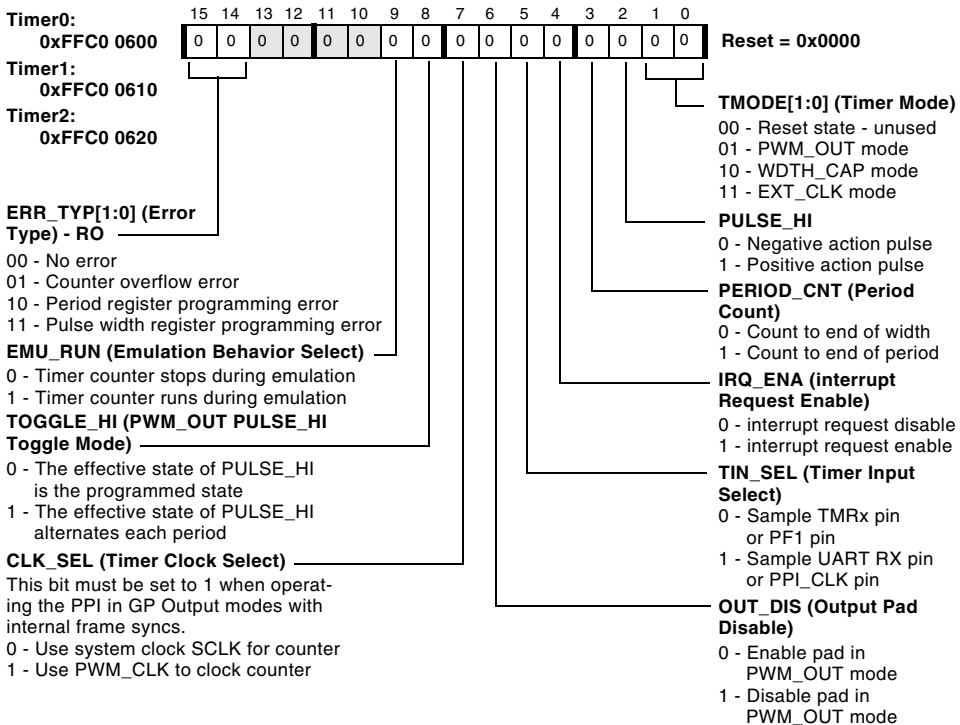 Timer0:
0xFFC0 0600
Timer1:
0xFFC0 0610
Timer2:
0xFFC0 0620
15 14 13 12 11 10 9 8 7 6 5 4 3 2 1 0
0 0 0 0 0 0 0 0 0 0 0 0 0 0 0 0
Reset = 0x0000
ERR_TYP[1:0] (Error
Type) - RO
00 - No error
01 - Counter overflow error
10 - Period register programming error
11 - Pulse width register programming error
EMU_RUN (Emulation Behavior Select)
0 - Timer counter stops during emulation
1 - Timer counter runs during emulation
TOGGLE_HI (PWM_OUT PULSE_HI
Toggle Mode)
0 - The effective state of PULSE_HI
is the programmed state
1 - The effective state of PULSE_HI
alternates each period
CLK_SEL (Timer Clock Select)
This bit must be set to 1 when operat-
ing the PPI in GP Output modes with
internal frame syncs.
0 - Use system clock SCLK for counter
1 - Use PWM_CLK to clock counter
TMODE[1:0] (Timer Mode)
00 - Reset state - unused
01 - PWM_OUT mode
10 - WDTH_CAP mode
11 - EXT_CLK mode
PULSE_HI
0 - Negative action pulse
1 - Positive action pulse
PERIOD_CNT (Period
Count)
0 - Count to end of width
1 - Count to end of period
IRQ_ENA (interrupt
Request Enable)
0 - interrupt request disable
1 - interrupt request enable
TIN_SEL (Timer Input
Select)
0 - Sample TMRx pin
or PF1 pin
1 - Sample UART RX pin
or PPI_CLK pin
OUT_DIS (Output Pad
Disable)
0 - Enable pad in
PWM_OUT mode
1 - Disable pad in
PWM_OUT mode